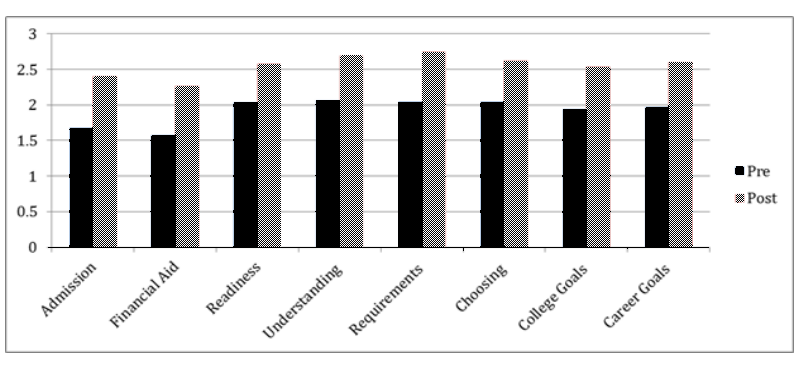 3
2.5
2
1.5
1
0.5
0
Admission
Financial Aid
Readiness
Understanding
Requirements
Choosing
College Goals
Career Goals
Pre
Post